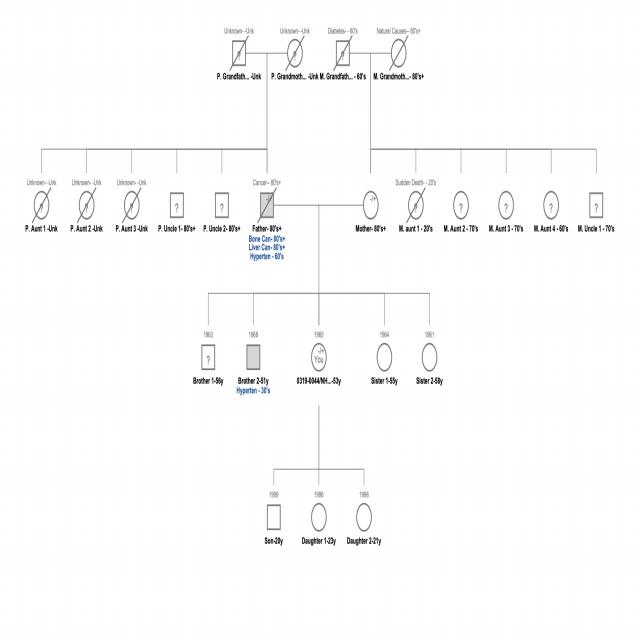 Unknown- -Unk
Unknown- -Unk
Diabetes- - 60's
Natural Causes-- 80's+
?
?
?
?
P. Grandfath... -Unk
P. Grandmoth... -Unk
M. Grandfath... - 60's
M. Grandmoth...- 80's+
Unknown- -Unk
Unknown- -Unk
Unknown- -Unk
Cancer-- 80's+
Sudden Death- - 20's
?
?
?
?
?
-/+
?
?
?
?
?
P. Aunt 1 -Unk
P. Aunt 2 -Unk
P. Aunt 3 -Unk
P. Uncle 1- 80's+
P. Uncle 2- 80's+
Father- 80's+
Mother- 80's+
M. aunt 1 - 20's
M. Aunt 2 - 70's
M. Aunt 3 - 70's
M. Aunt 4 - 60's
M. Uncle 1 - 70's
Bone Can- 80's+
Liver Can- 80's+
Hyperten - 60's
1963
1968
1965
1964
1961
?
-/+
You
Brother 1-56y
Brother 2-51y
0319-0044/NH...-53y
Sister 1-55y
Sister 2-58y
Hyperten - 30's
1999
1996
1998
Son-20y
Daughter 1-23y
Daughter 2-21y